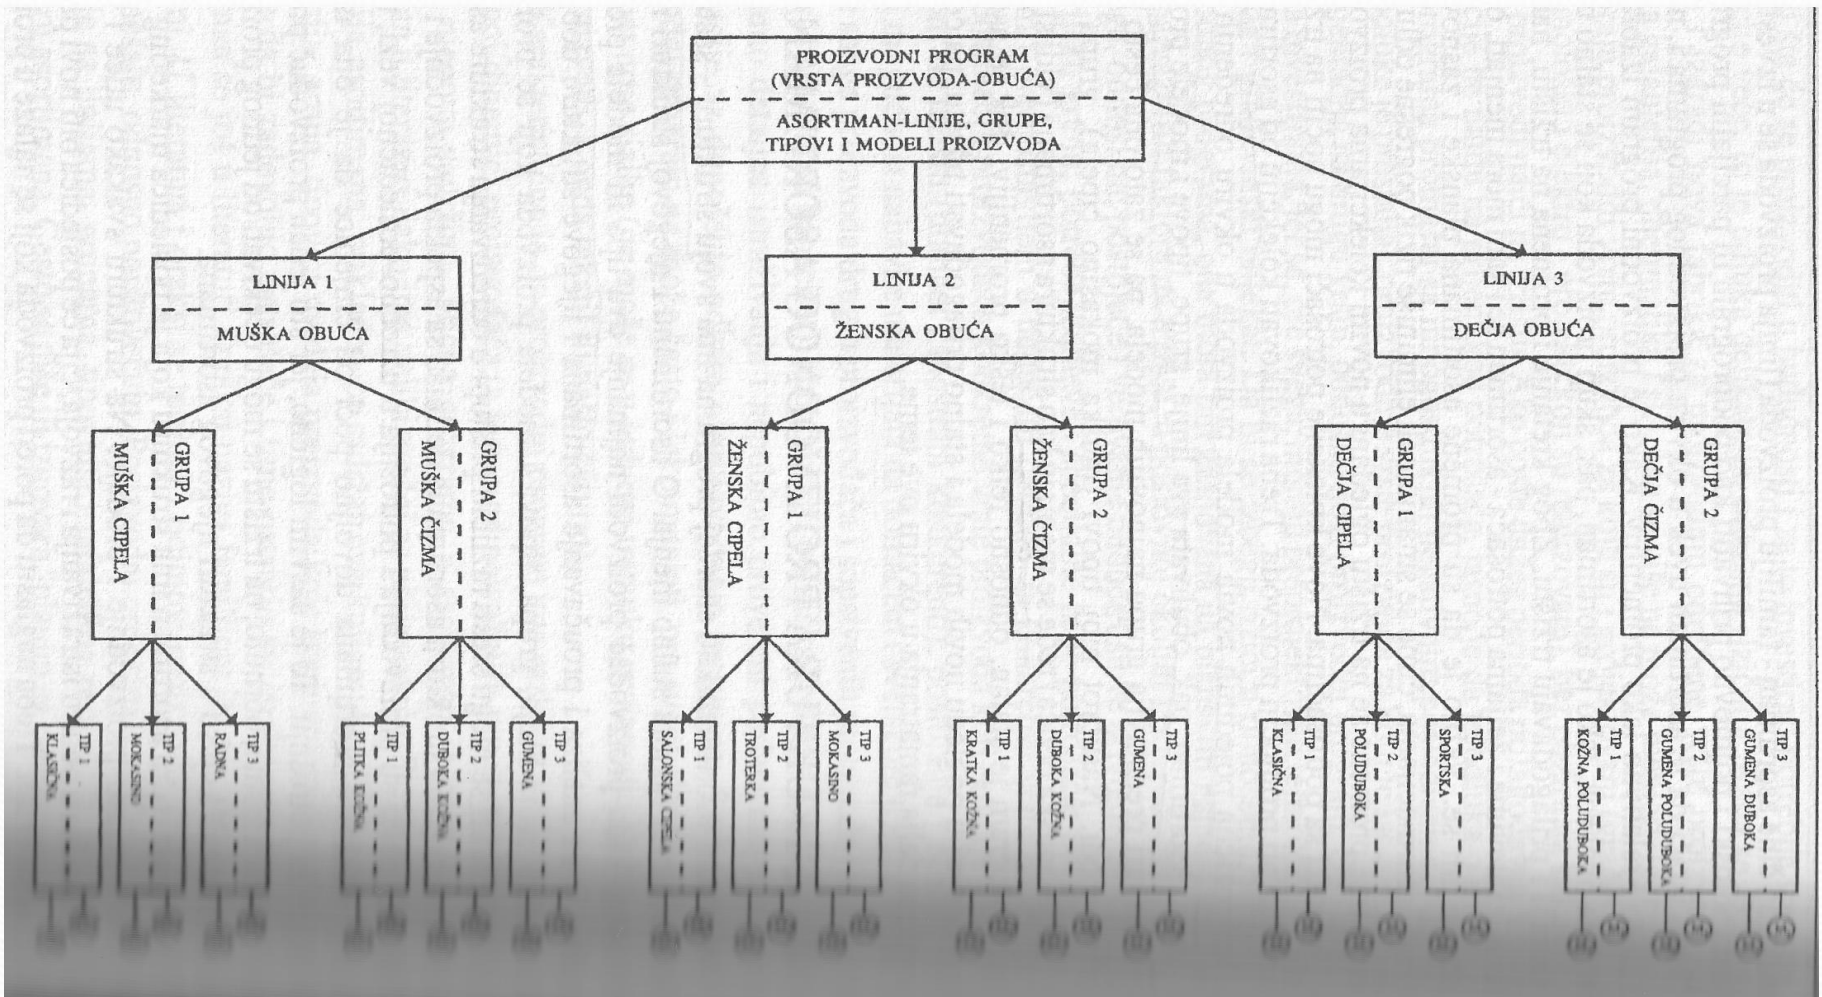 PROIZVODNI PROGRAM
(VRSTA PROIZVODA-OBUĆA)
ASORTIMAN-LINIJE, GRUPE,
TIPOVI I MODELI PROIZVODA
LINIJA 1
MUŠKA OBUĆA
LINIJA 2
ŽENSKA OBUĆA
LINIJA 3
DEČJA OBUĆA
GRUPA 1
MUŠKA CIPELA
GRUPA 2
MUŠKA ČIZMA
GRUPA 1
ŽENSKA CIPELA
GRUPA 2
ŽENSKA ČIZMA
GRUPA 1
DEČJA CIPELA
GRUPA 2
DEČJA ČIZMA
TIP 1
KLASIČNA
TIP 2
MOKASINO
TIP 3
RADNA
TIP 1
PLITKA KOŽNA
TIP 2
DUBOKA KOŽNA
TIP 3
GUMENA
TIP 1
SALONSKA CIPELA
TIP 2
TROTERKA
TIP 3
MOKASINO
TIP 1
KRATKA KOŽNA
TIP 2
DUBOKA KOŽNA
TIP 3
GUMENA
TIP 1
KLASIČNA
TIP 2
POLUDUBOKA
TIP 3
SPORTSKA
TIP 1
KOŽNA POLUDUBOKA
TIP 2
GUMENA POLUDUBOKA
TIP 3
GUMENA DUBOKA